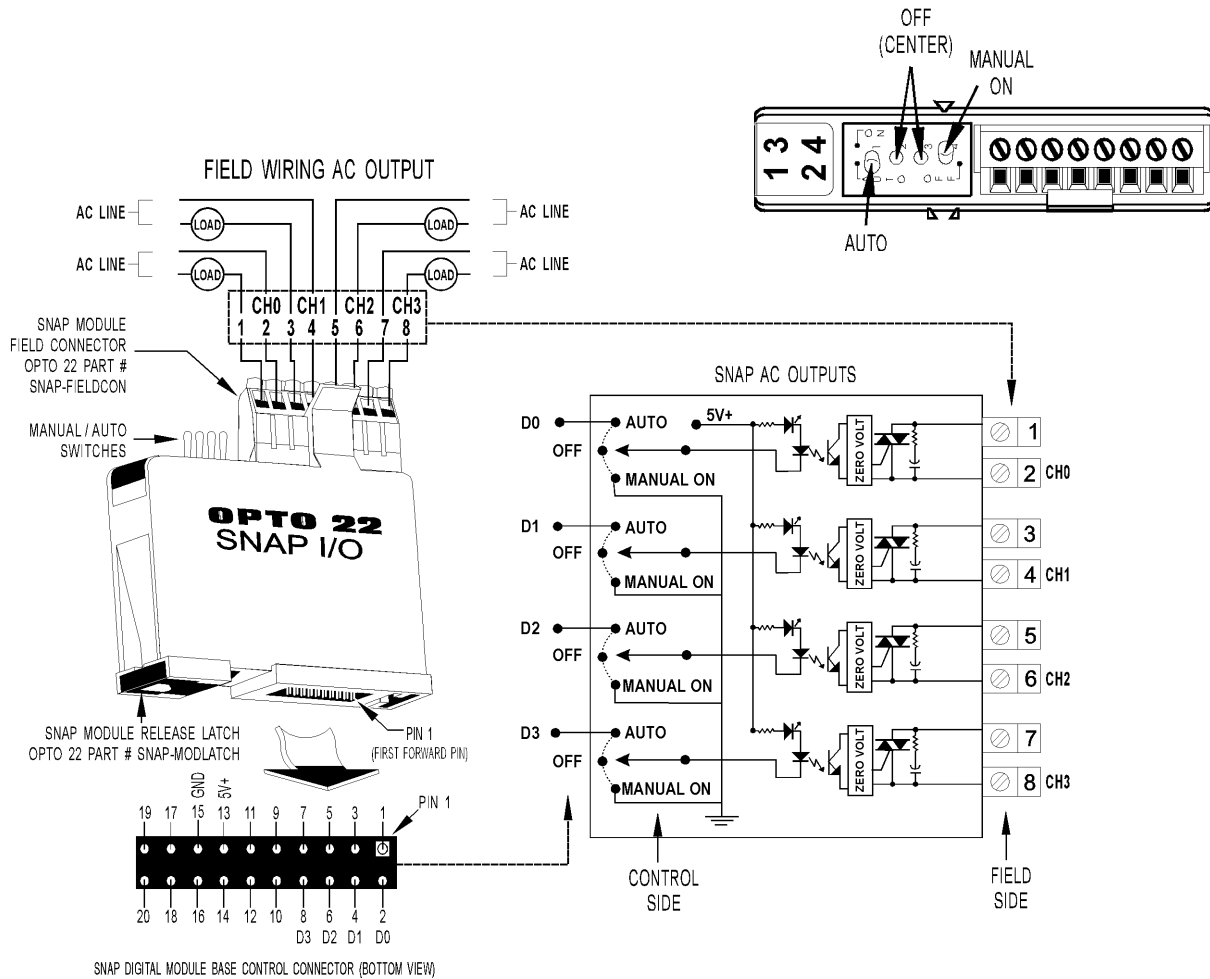 OFF
(CENTER)
MANUAL
ON
1 3
2 4
AUTO
FIELD WIRING AC OUTPUT
AC LINE
LOAD
LOAD
AC LINE
AC LINE
LOAD
LOAD
AC LINE
CH0 CH1 CH2 CH3
1 2 3 4 5 6 7 8
SNAP MODULE
FIELD CONNECTOR
OPTO 22 PART #
SNAP-FIELDCON
MANUAL / AUTO
SWITCHES
OPTO 22
SNAP I/O
SNAP MODULE RELEASE LATCH
OPTO 22 PART # SNAP-MODLATCH
PIN 1
(FIRST FORWARD PIN)
GND 5V+
PIN 1
19 17 15 13 11 9 7 5 3 1
20 18 16 14 12 10 8 6 4 2
D3 D2 D1 D0
SNAP DIGITAL MODULE BASE CONTROL CONNECTOR (BOTTOM VIEW)
SNAP AC OUTPUTS
D0 AUTO 5V+
OFF
MANUAL ON
ZERO VOLT
1
2 CH0
D1 AUTO
OFF
MANUAL ON
ZERO VOLT
3
4 CH1
D2 AUTO
OFF
MANUAL ON
ZERO VOLT
5
6 CH2
D3 AUTO
OFF
MANUAL ON
ZERO VOLT
7
8 CH3
CONTROL
SIDE
FIELD
SIDE